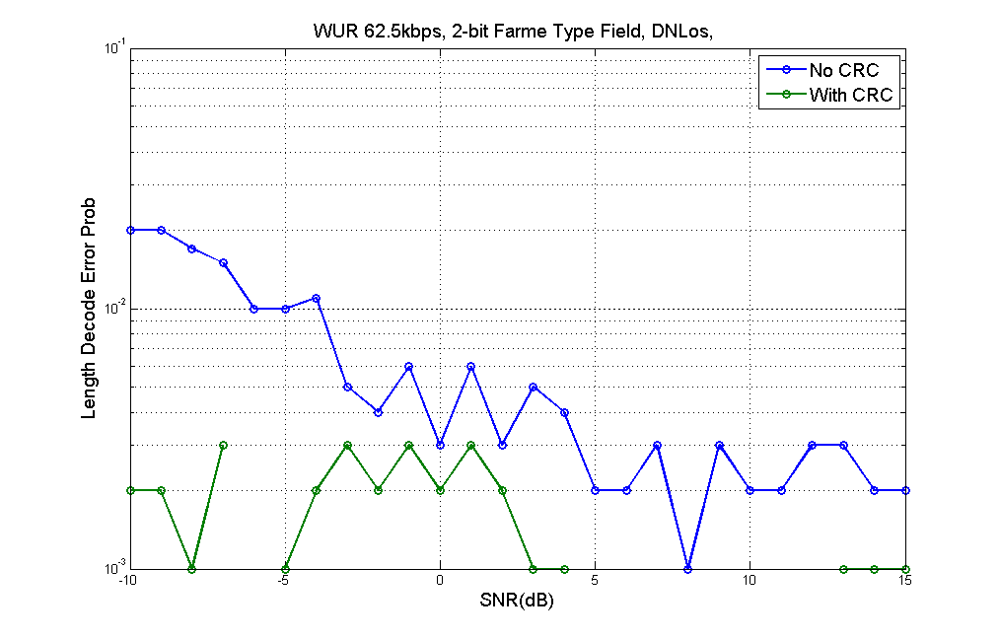 WUR 62.5kbps, 2-bit Farme Type Field, DNLos,
10^-1
No CRC
With CRC
Length Decode Error Prob
10^-2
10^-3
-10 -5 0 5 10 15
SNR(dB)